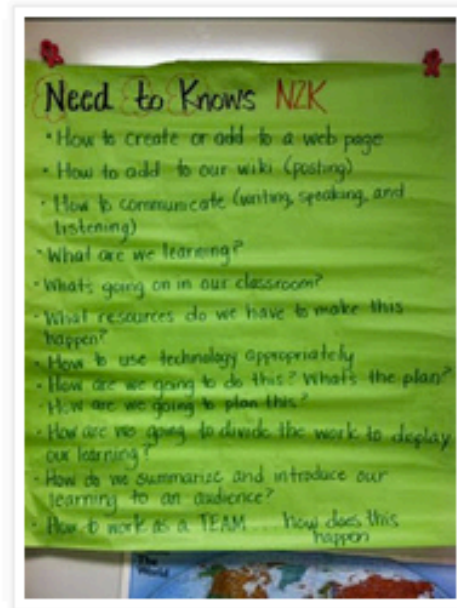 Need to Knows N2K
• How to create or add to a web page
• How to add to our wiki (posting)
• How to communicate (writing, speaking, and
listening)
• What are we learning?
• What's going on in our classroom?
• What resources do we have to make this
happen?
• How to use technology appropriately
• How are we going to do this? What's the plan?
• How are we going to plan this?
• How are we going to divide the work to display
our learning?
• How do we summarize and introduce our
learning to an audience?
• How to work as a TEAM... how does this
happen
The
World